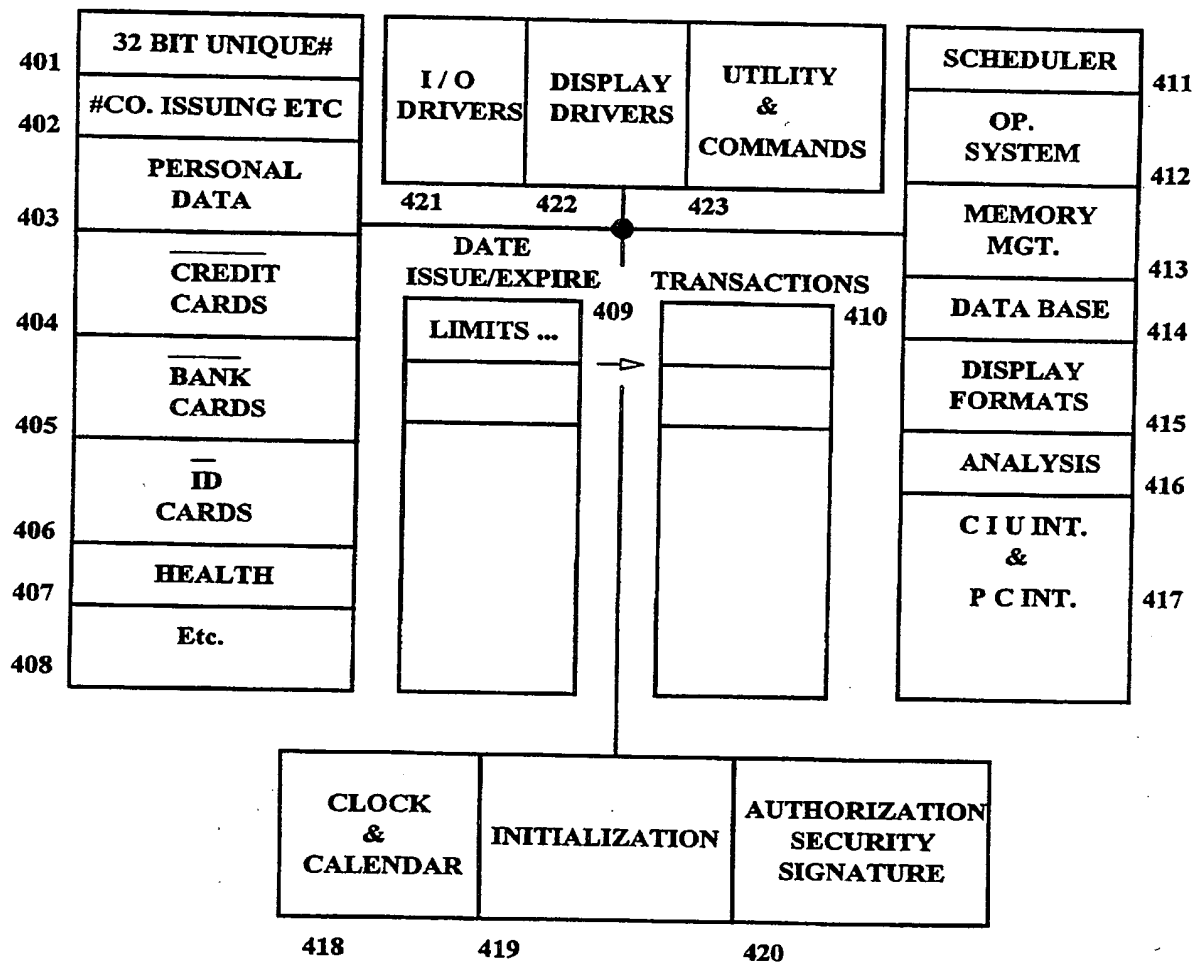 32 BIT UNIQUE#
401
#CO. ISSUING ETC
402
PERSONAL
DATA
403
CREDIT
CARDS
404
BANK
CARDS
405
ID
CARDS
406
HEALTH
407
Etc.
408
I / O
DRIVERS
421
DISPLAY
DRIVERS
422
UTILITY
&
COMMANDS
423
DATE
ISSUE/EXPIRE
409
LIMITS ...
TRANSACTIONS
410
SCHEDULER
411
OP.
SYSTEM
412
MEMORY
MGT.
413
DATA BASE
414
DISPLAY
FORMATS
415
ANALYSIS
416
C I U INT.
&
P C INT.
417
CLOCK
&
CALENDAR
418
INITIALIZATION
419
AUTHORIZATION
SECURITY
SIGNATURE
420